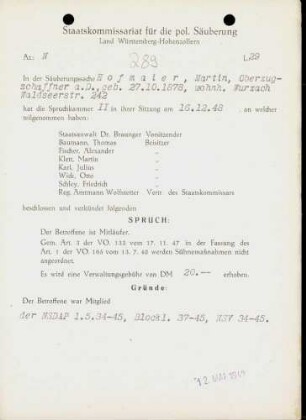 Staatskommissariat für die pol. Säuberung
Land Württemberg-Hohenzollern
Az.: N
289
L 29
In der Säuberungssache Hofmaier, Martin, Oberzug-
schaffner a.D., geb. 27.10.1878, wohnh. Wurzach
Waldseerstr. 242
hat die Spruchkammer II in ihrer Sitzung am 16.12.48, an welcher
teilgenommen haben:
Staatsanwalt Dr. Breuniger Vorsitzender
Baumann, Thomas Beisitzer
Fischer, Alexander "
Klett, Martin "
Karl, Julius "
Wick, Otto "
Schley, Friedrich "
Reg. Amtmann Wolfstetter Vertr. des Staatskommissars
beschlossen und verkündet folgenden
SPRUCH:
Der Betroffene ist Mitläufer.
Gem. Art. 1 der VO. 133 vom 17. 11. 47 in der Fassung des
Art. 1 der VO. 165 vom 13. 7. 48 werden Sühnemaßnahmen nicht
angeordnet.
Es wird eine Verwaltungsgebühr von DM 20.-- erhoben.
Gründe:
Der Betroffene war Mitglied
der NSDAP 1.5.34-45, Blockl. 37-45, NSV 34-45.
12. MAI 1949